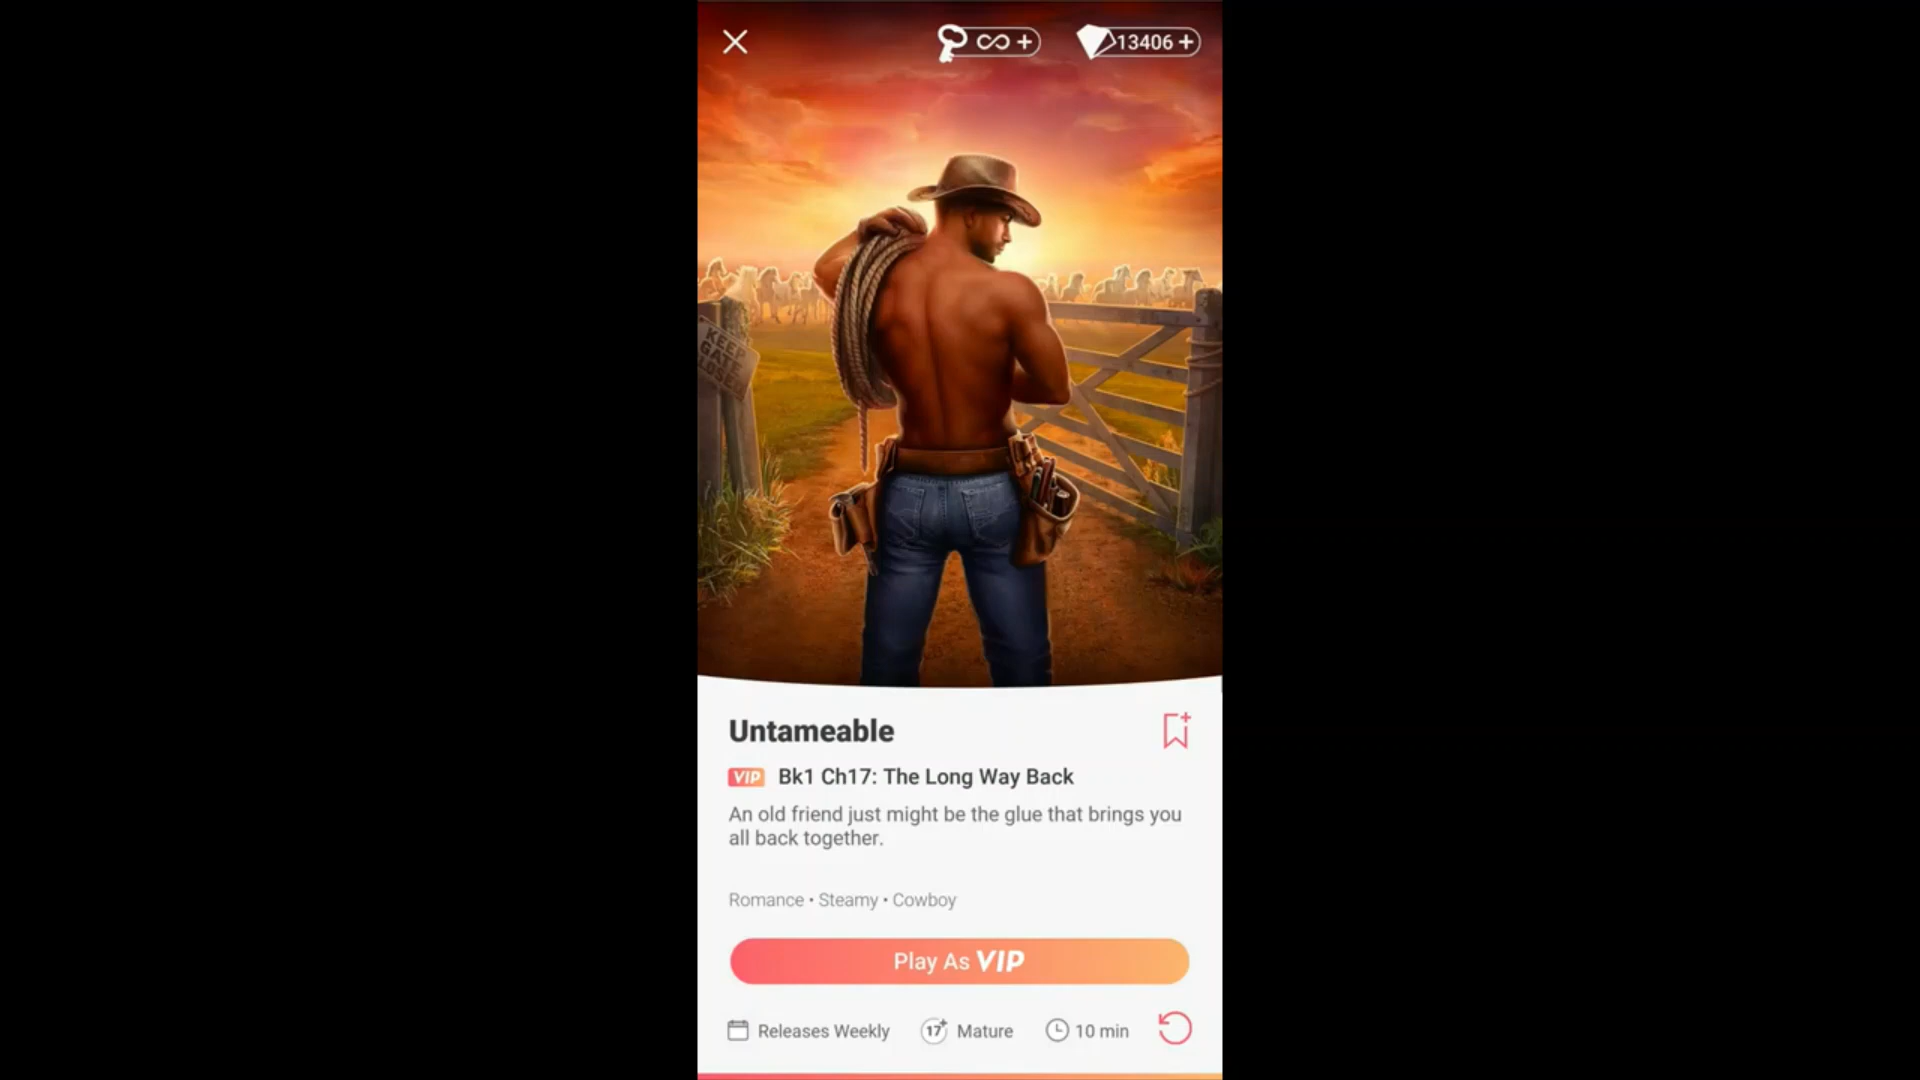 13406
KEEP
GATE
Untameable
VIP Bk1 Ch17: The Long Way Back
An old friend just might be the glue that brings you
all back together.
Romance • Steamy • Cowboy
Play As VIP
Releases Weekly 17+ Mature 10 min